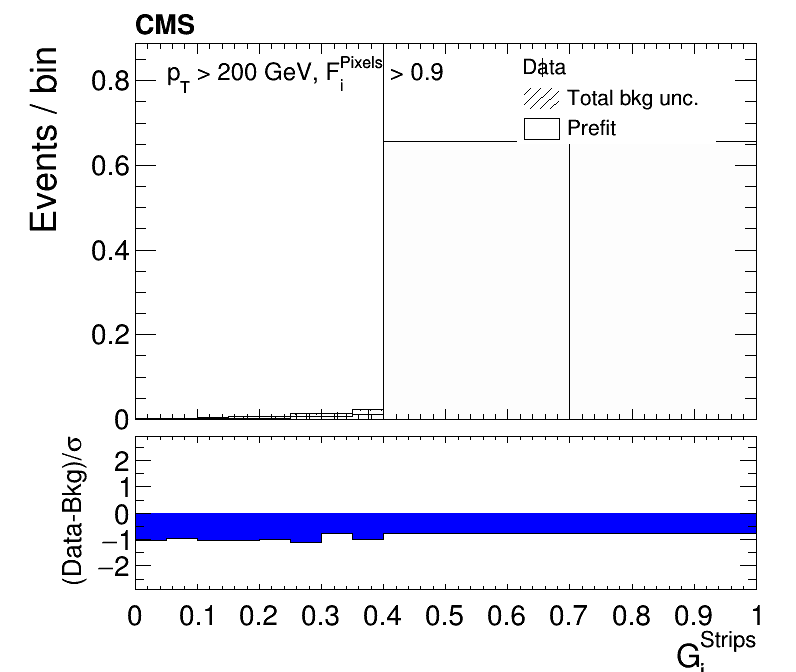 CMS
Events / bin
p_T > 200 GeV, F_i^Pixels > 0.9
Data
Total bkg unc.
Prefit
0.8
0.6
0.4
0.2
0
(Data-Bkg)/σ
2
1
0
−1
−2
0 0.1 0.2 0.3 0.4 0.5 0.6 0.7 0.8 0.9 1
G_i^Strips